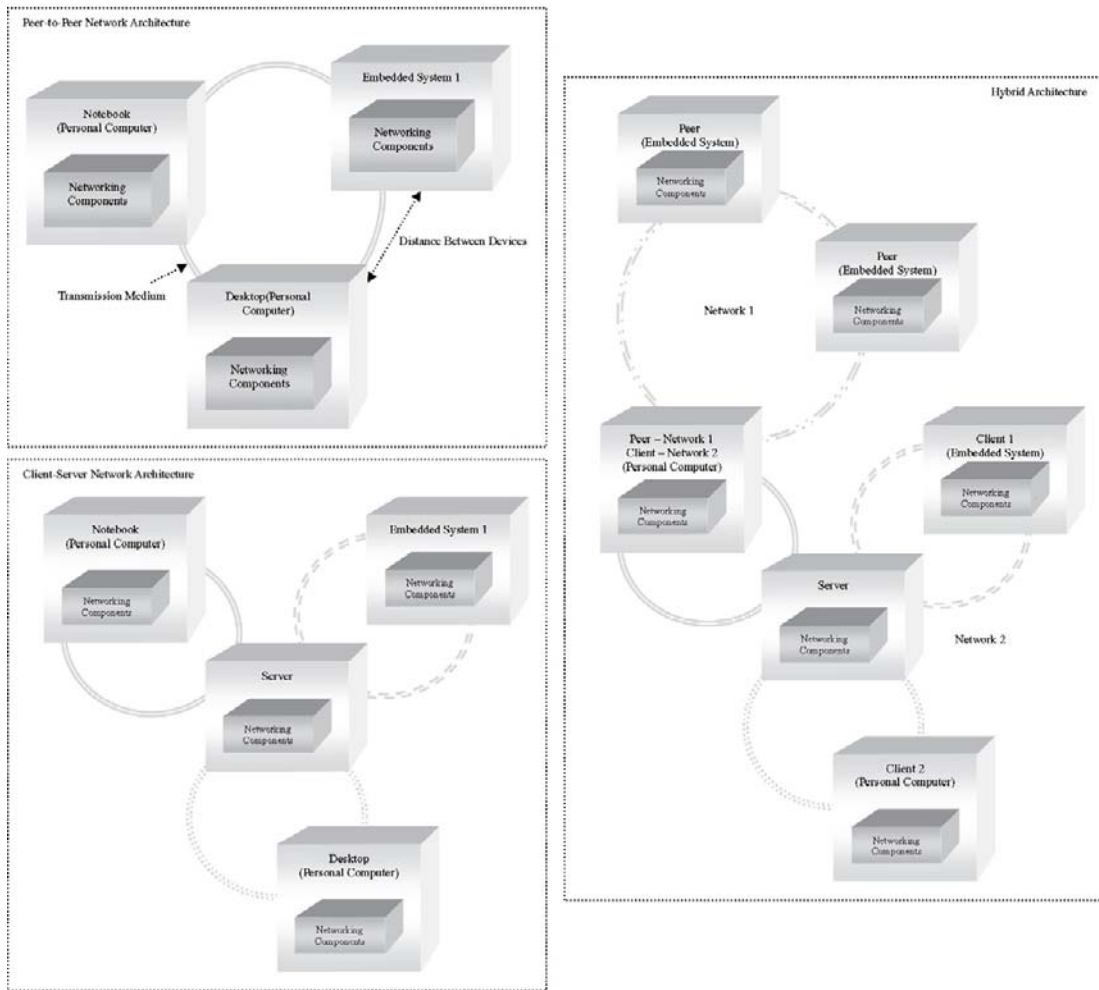 Peer-to-Peer Network Architecture
Embedded System 1
Networking
Components
Notebook
(Personal Computer)
Networking
Components
Distance Between Devices
Transmission Medium
Desktop(Personal
Computer)
Networking
Components
Client-Server Network Architecture
Notebook
(Personal Computer)
Networking
Components
Embedded System 1
Networking
Components
Server
Networking
Components
Desktop
(Personal Computer)
Networking
Components
Hybrid Architecture
Peer
(Embedded System)
Networking
Components
Peer
(Embedded System)
Networking
Components
Network 1
Peer – Network 1
Client – Network 2
(Personal Computer)
Networking
Components
Client 1
(Embedded System)
Networking
Components
Server
Networking
Components
Network 2
Client 2
(Personal Computer)
Networking
Components